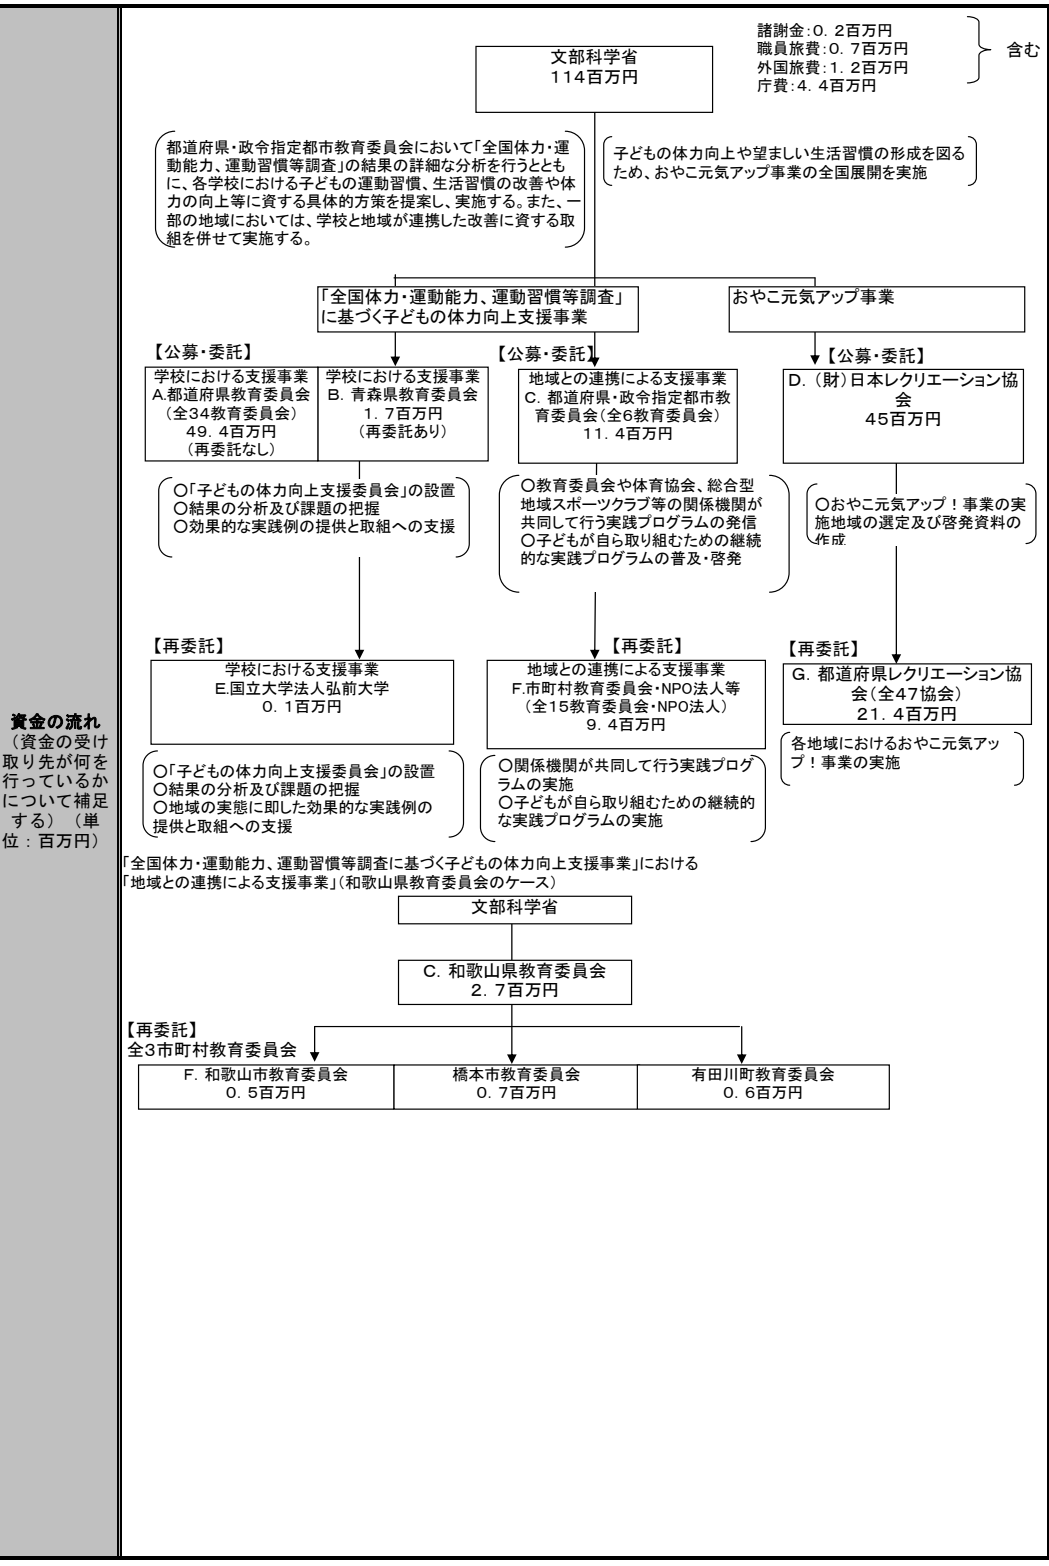 資金の流れ
（資金の受け
取り先が何を
行っているか
について補足
する）（単
位：百万円）
文部科学省
１１４百万円
諸謝金：０．２百万円
職員旅費：０．７百万円
外国旅費：１．２百万円
庁費：４．４百万円
含む
都道府県・政令指定都市教育委員会において「全国体力・運
動能力、運動習慣等調査」の結果の詳細な分析を行うととも
に、各学校における子どもの運動習慣、生活習慣の改善や体
力の向上等に資する具体的方策を提案し、実施する。また、一
部の地域においては、学校と地域が連携した改善に資する取
組を併せて実施する。
子どもの体力向上や望ましい生活習慣の形成を図る
ため、おやこ元気アップ事業の全国展開を実施
「全国体力・運動能力、運動習慣等調査」
に基づく子どもの体力向上支援事業
おやこ元気アップ事業
【公募・委託】
学校における支援事業
A.都道府県教育委員会
（全３４教育委員会）
４９．４百万円
（再委託なし）
学校における支援事業
B．青森県教育委員会
１．７百万円
（再委託あり）
【公募・委託】
地域との連携による支援事業
C．都道府県・政令指定都市教
育委員会（全６教育委員会）
１１．４百万円
【公募・委託】
D．（財）日本レクリエーション協
会
４５百万円
○「子どもの体力向上支援委員会」の設置
○結果の分析及び課題の把握
○効果的な実践例の提供と取組への支援
○教育委員会や体育協会、総合型
地域スポーツクラブ等の関係機関が
共同して行う実践プログラムの発信
○子どもが自ら取り組むための継続
的な実践プログラムの普及・啓発
○おやこ元気アップ！事業の実
施地域の選定及び啓発資料の
作成
【再委託】
学校における支援事業
E.国立大学法人弘前大学
０．１百万円
【再委託】
地域との連携による支援事業
F.市町村教育委員会・NPO法人等
（全１５教育委員会・NPO法人）
９．４百万円
【再委託】
G．都道府県レクリエーション協
会（全４７協会）
２１．４百万円
○「子どもの体力向上支援委員会」の設置
○結果の分析及び課題の把握
○地域の実態に即した効果的な実践例の
提供と取組への支援
○関係機関が共同して行う実践プログ
ラムの実施
○子どもが自ら取り組むための継続的
な実践プログラムの実施
各地域におけるおやこ元気アッ
プ！事業の実施
「全国体力・運動能力、運動習慣等調査に基づく子どもの体力向上支援事業」における
「地域との連携による支援事業」（和歌山県教育委員会のケース）
文部科学省
C．和歌山県教育委員会
２．７百万円
【再委託】
全３市町村教育委員会
F．和歌山市教育委員会
０．５百万円
橋本市教育委員会
０．７百万円
有田川町教育委員会
０．６百万円